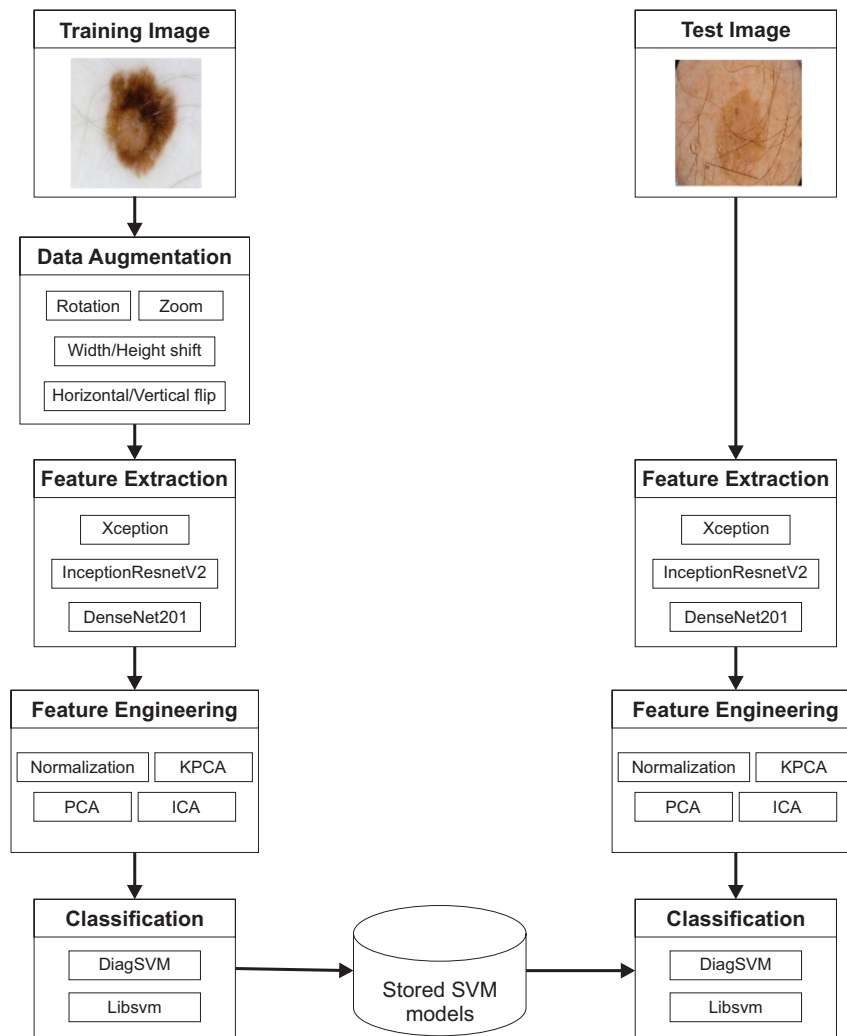 Training Image
Data Augmentation
Rotation
Zoom
Width/Height shift
Horizontal/Vertical flip
Feature Extraction
Xception
InceptionResnetV2
DenseNet201
Feature Engineering
Normalization
KPCA
PCA
ICA
Classification
DiagSVM
Libsvm
Stored SVM
models
Test Image
Feature Extraction
Xception
InceptionResnetV2
DenseNet201
Feature Engineering
Normalization
KPCA
PCA
ICA
Classification
DiagSVM
Libsvm